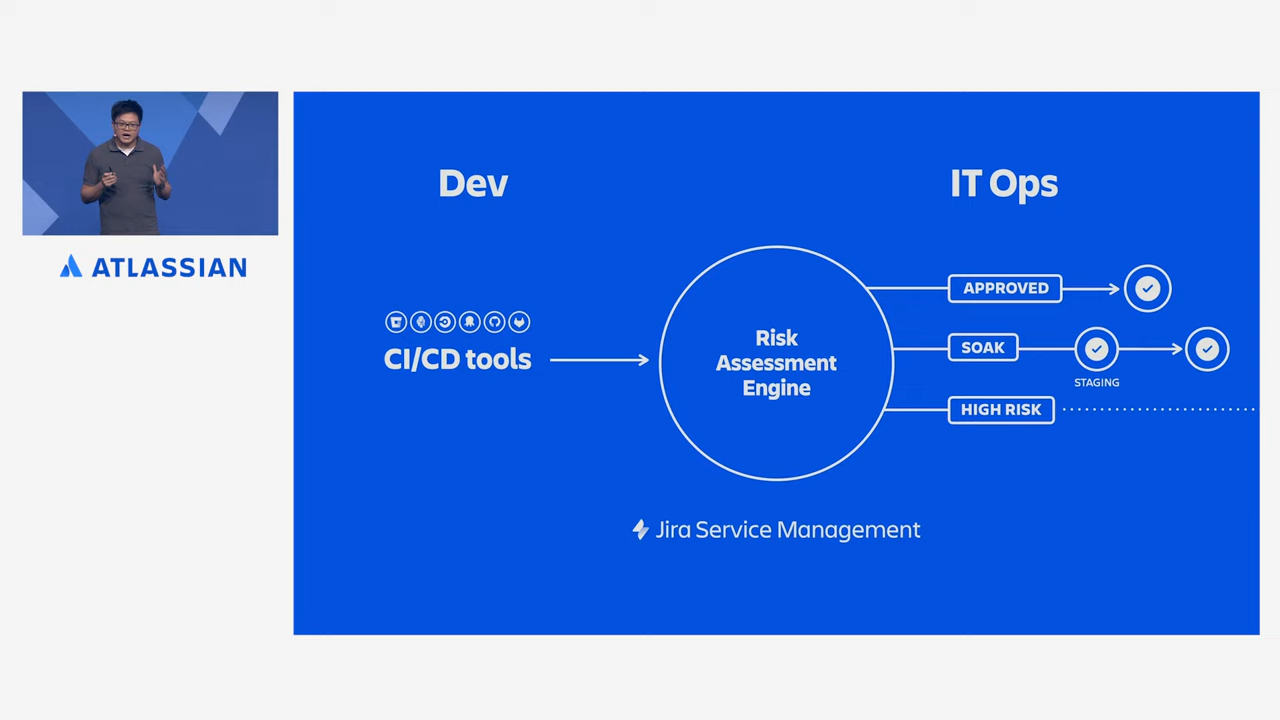 ATLASSIAN
Dev
IT Ops
CI/CD tools
Risk
Assessment
Engine
APPROVED
SOAK
STAGING
HIGH RISK
Jira Service Management